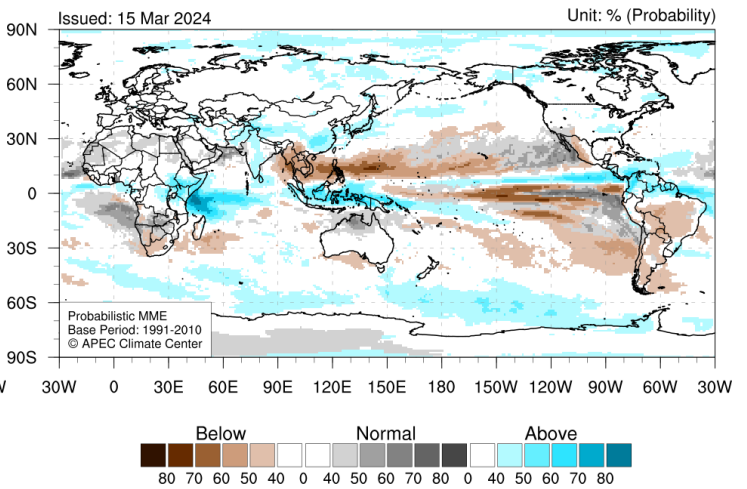 Issued: 15 Mar 2024
Unit: % (Probability)
90N
60N
30N
0
30S
60S
90S
Probabilistic MME
Base Period: 1991-2010
© APEC Climate Center
W 30W 0 30E 60E 90E 120E 150E 180 150W 120W 90W 60W 30W
Below Normal Above
80 70 60 50 40 0 40 50 60 70 80 0 40 50 60 70 80